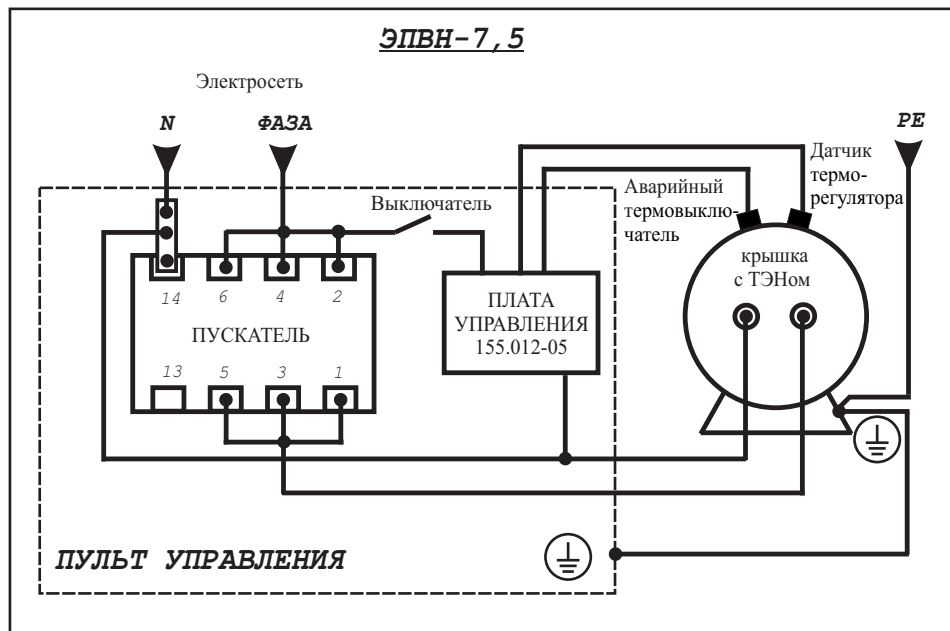 ЭПВН-7,5
Электросеть
N
ФАЗА
PE
Датчик
термо-
регулятора
Аварийный
термовыклю-
чатель
Выключатель
крышка
с ТЭНом
14
6
4
2
ПУСКАТЕЛЬ
13
5
3
1
ПЛАТА
УПРАВЛЕНИЯ
155.012-05
ПУЛЬТ УПРАВЛЕНИЯ